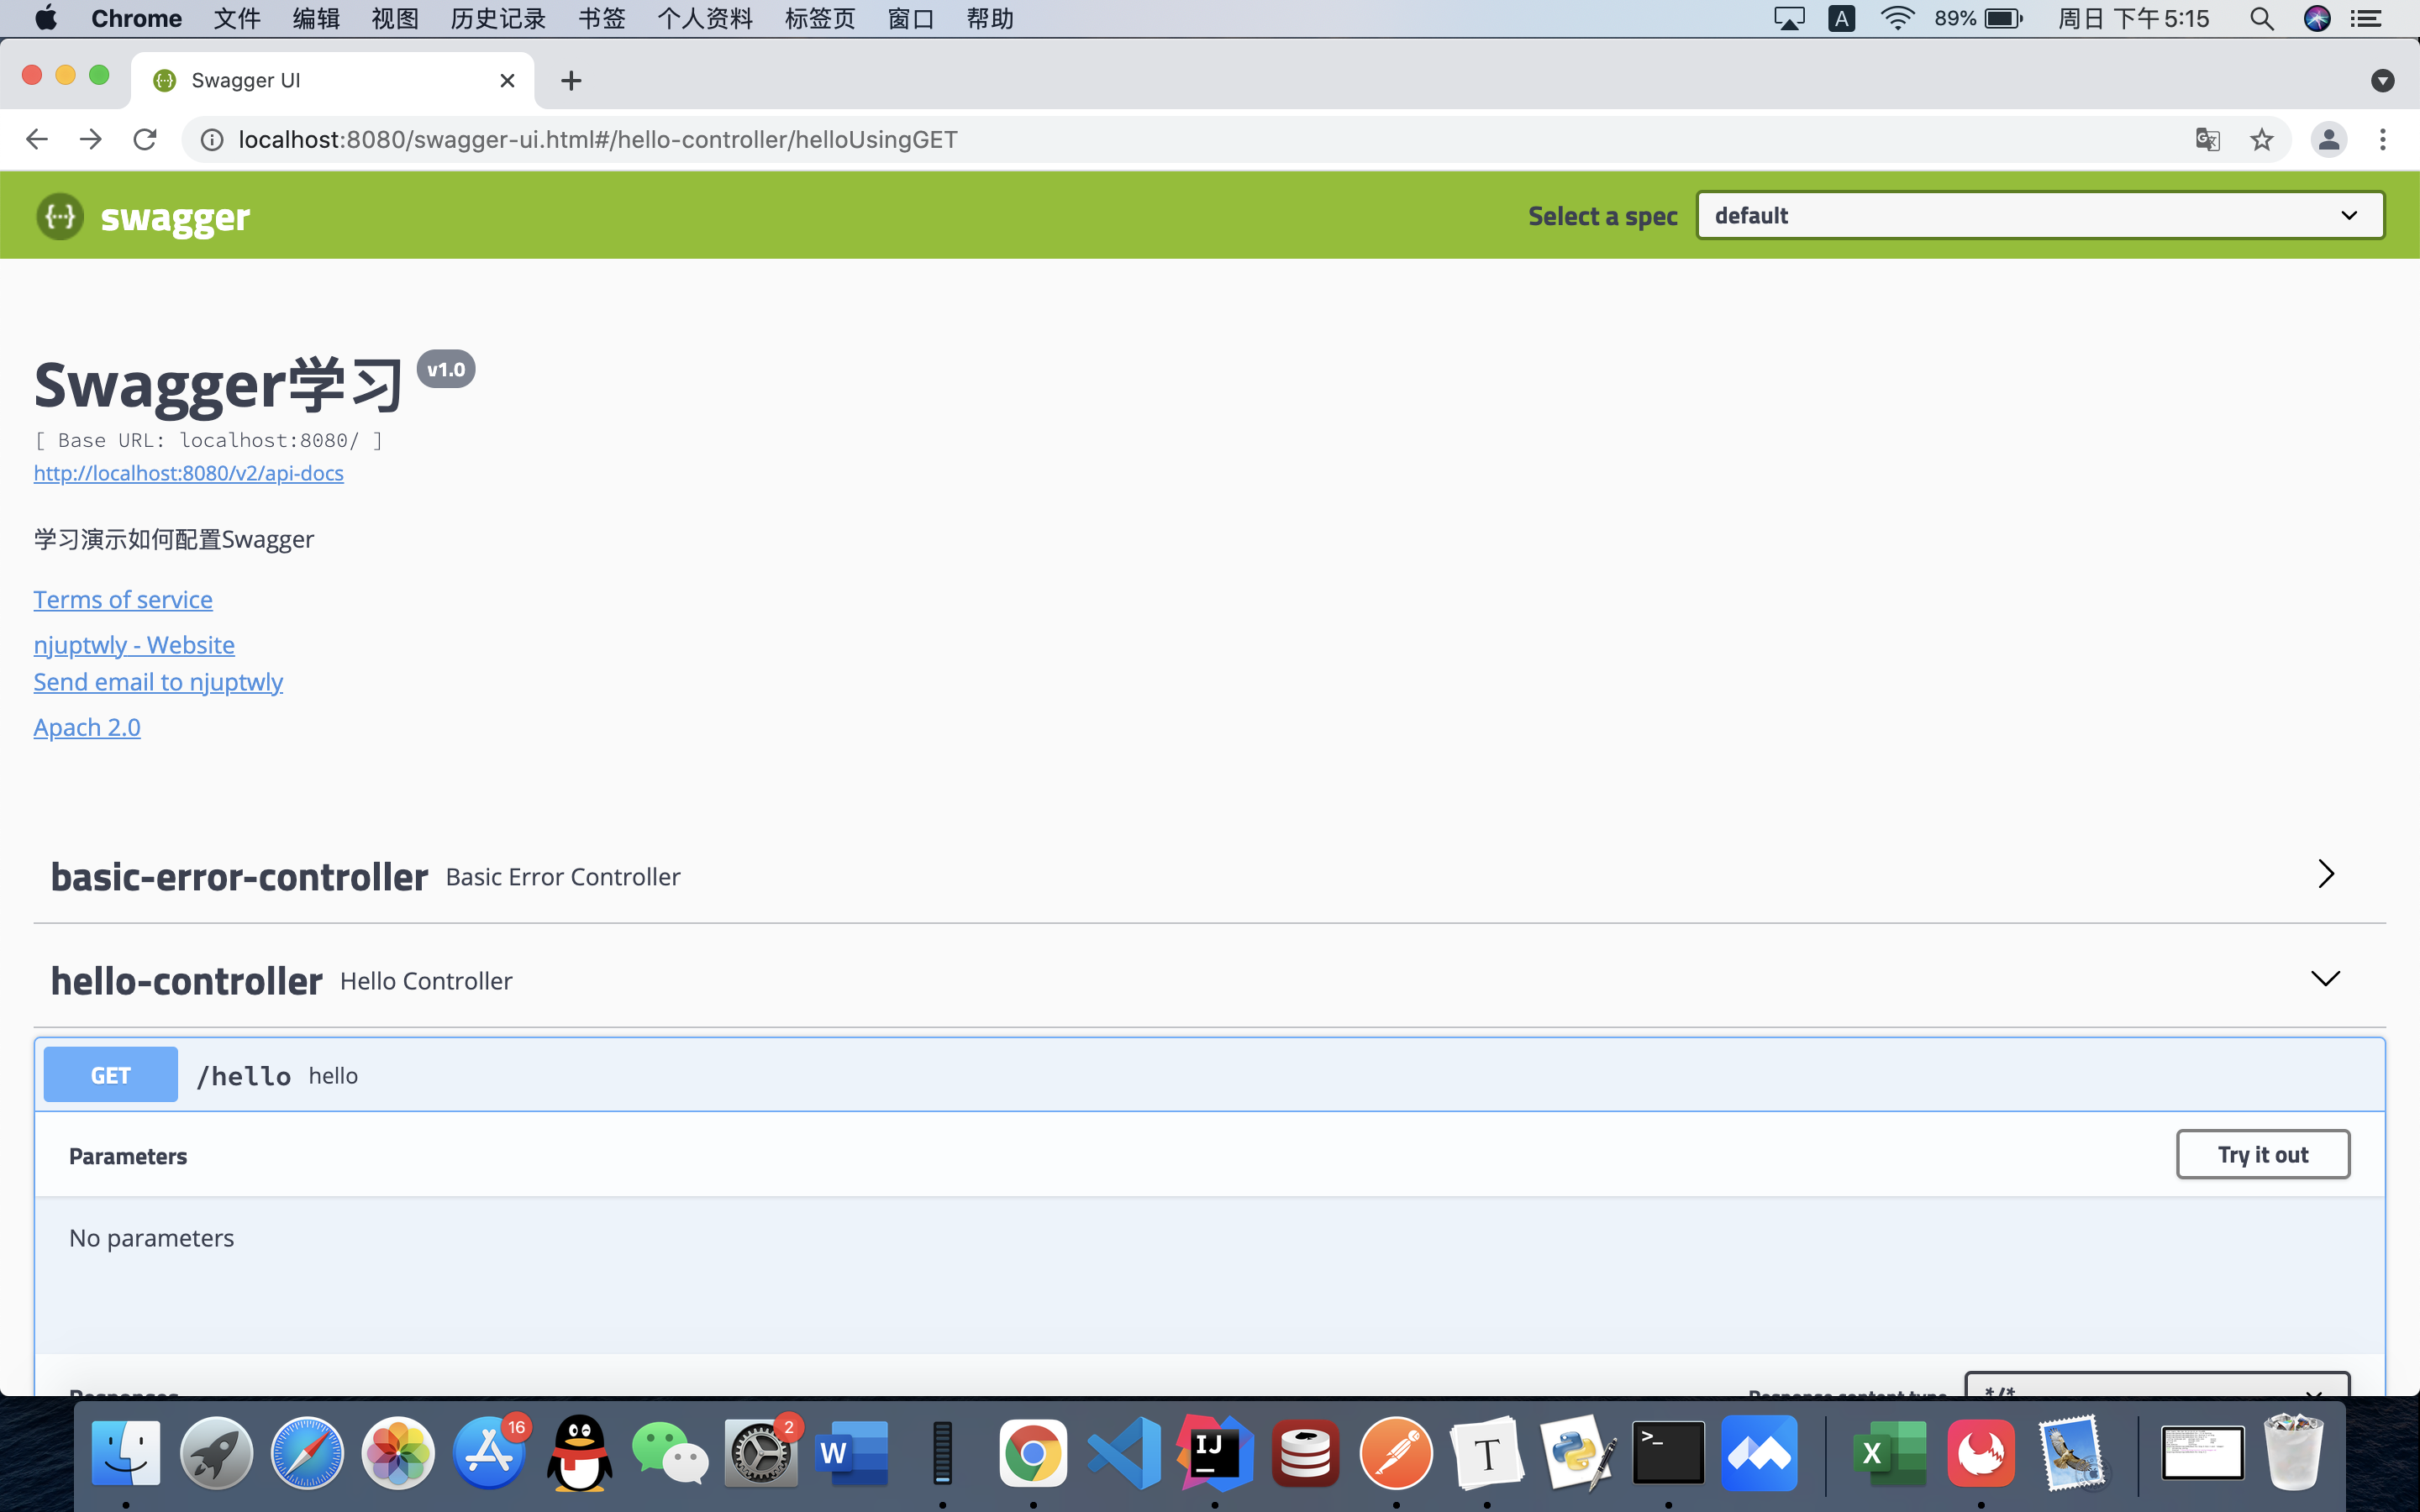 Chrome 文件 编辑 视图 历史记录 书签 个人资料 标签页 窗口 帮助 A 89% 周日 下午5:15
Swagger UI
localhost:8080/swagger-ui.html#/hello-controller/helloUsingGET
swagger Select a spec default
Swagger学习 v1.0
[ Base URL: localhost:8080/ ]
http://localhost:8080/v2/api-docs
学习演示如何配置Swagger
Terms of service
njuptwly - Website
Send email to njuptwly
Apach 2.0
basic-error-controller Basic Error Controller
hello-controller Hello Controller
GET /hello hello
Parameters Try it out
No parameters
Responses Response content type */*
16 2 W IJ T >_ X